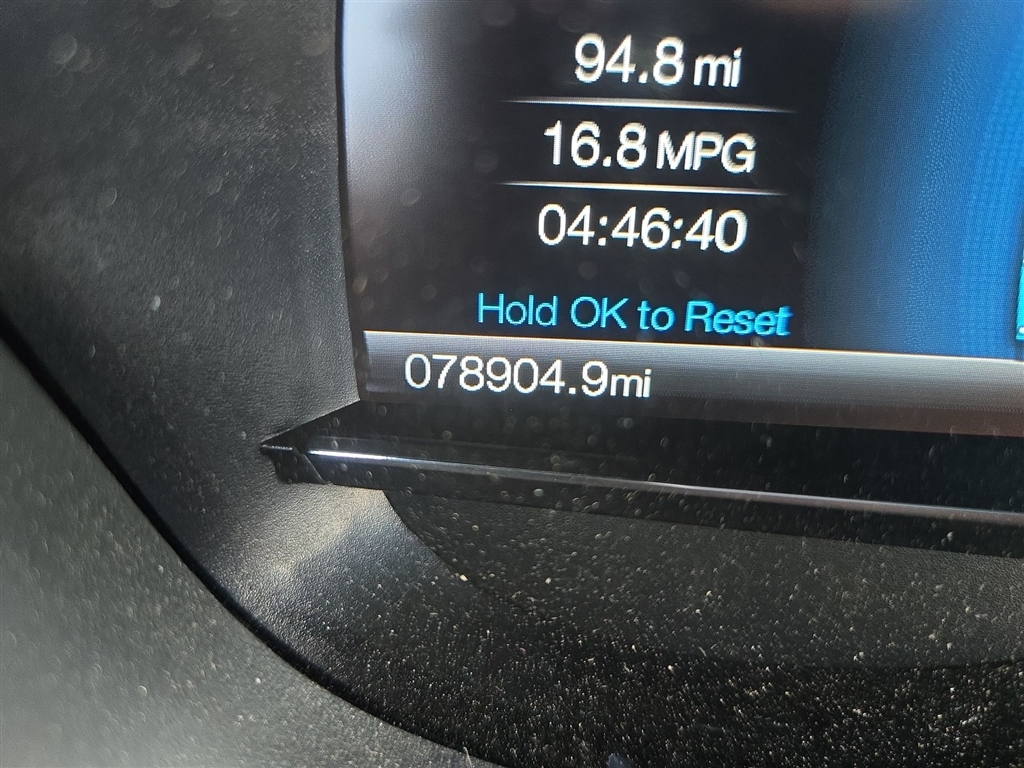 94.8 mi
16.8 MPG
04:46:40
Hold OK to Reset
078904.9mi